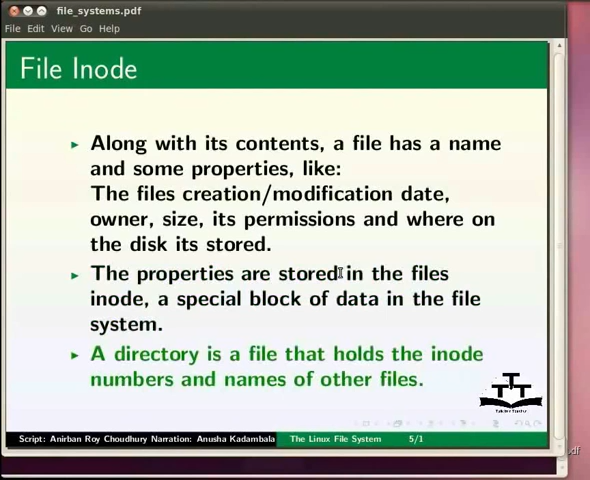 file_systems.pdf
File Edit View Go Help
File Inode
Along with its contents, a file has a name
and some properties, like:
The files creation/modification date,
owner, size, its permissions and where on
the disk its stored.
The properties are stored in the files
inode, a special block of data in the file
system.
A directory is a file that holds the inode
numbers and names of other files.
Script: Anirban Roy Choudhury Narration: Anusha Kadambala The Linux File System 5/1